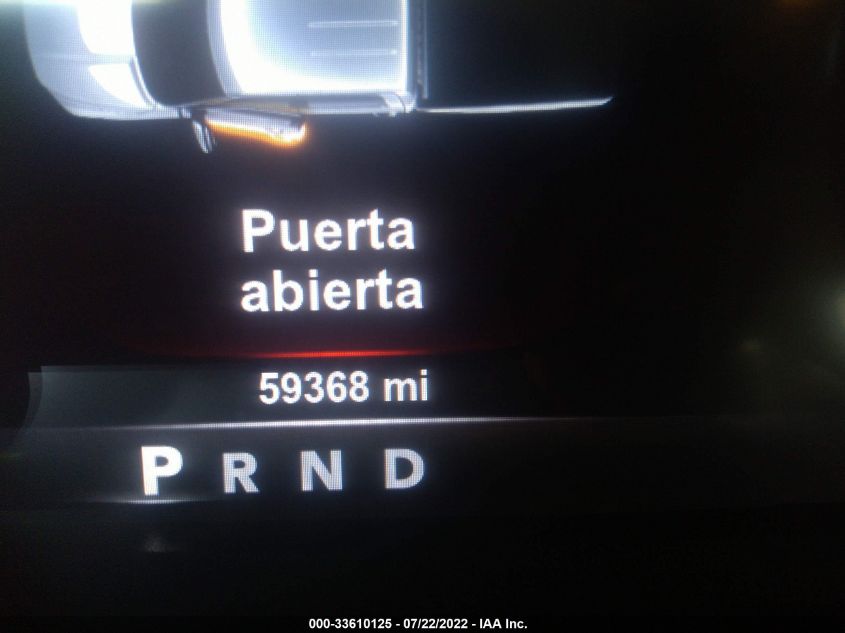 Puerta
abierta
59368 mi
P R N D
000-33610125 - 07/22/2022 - IAA Inc.